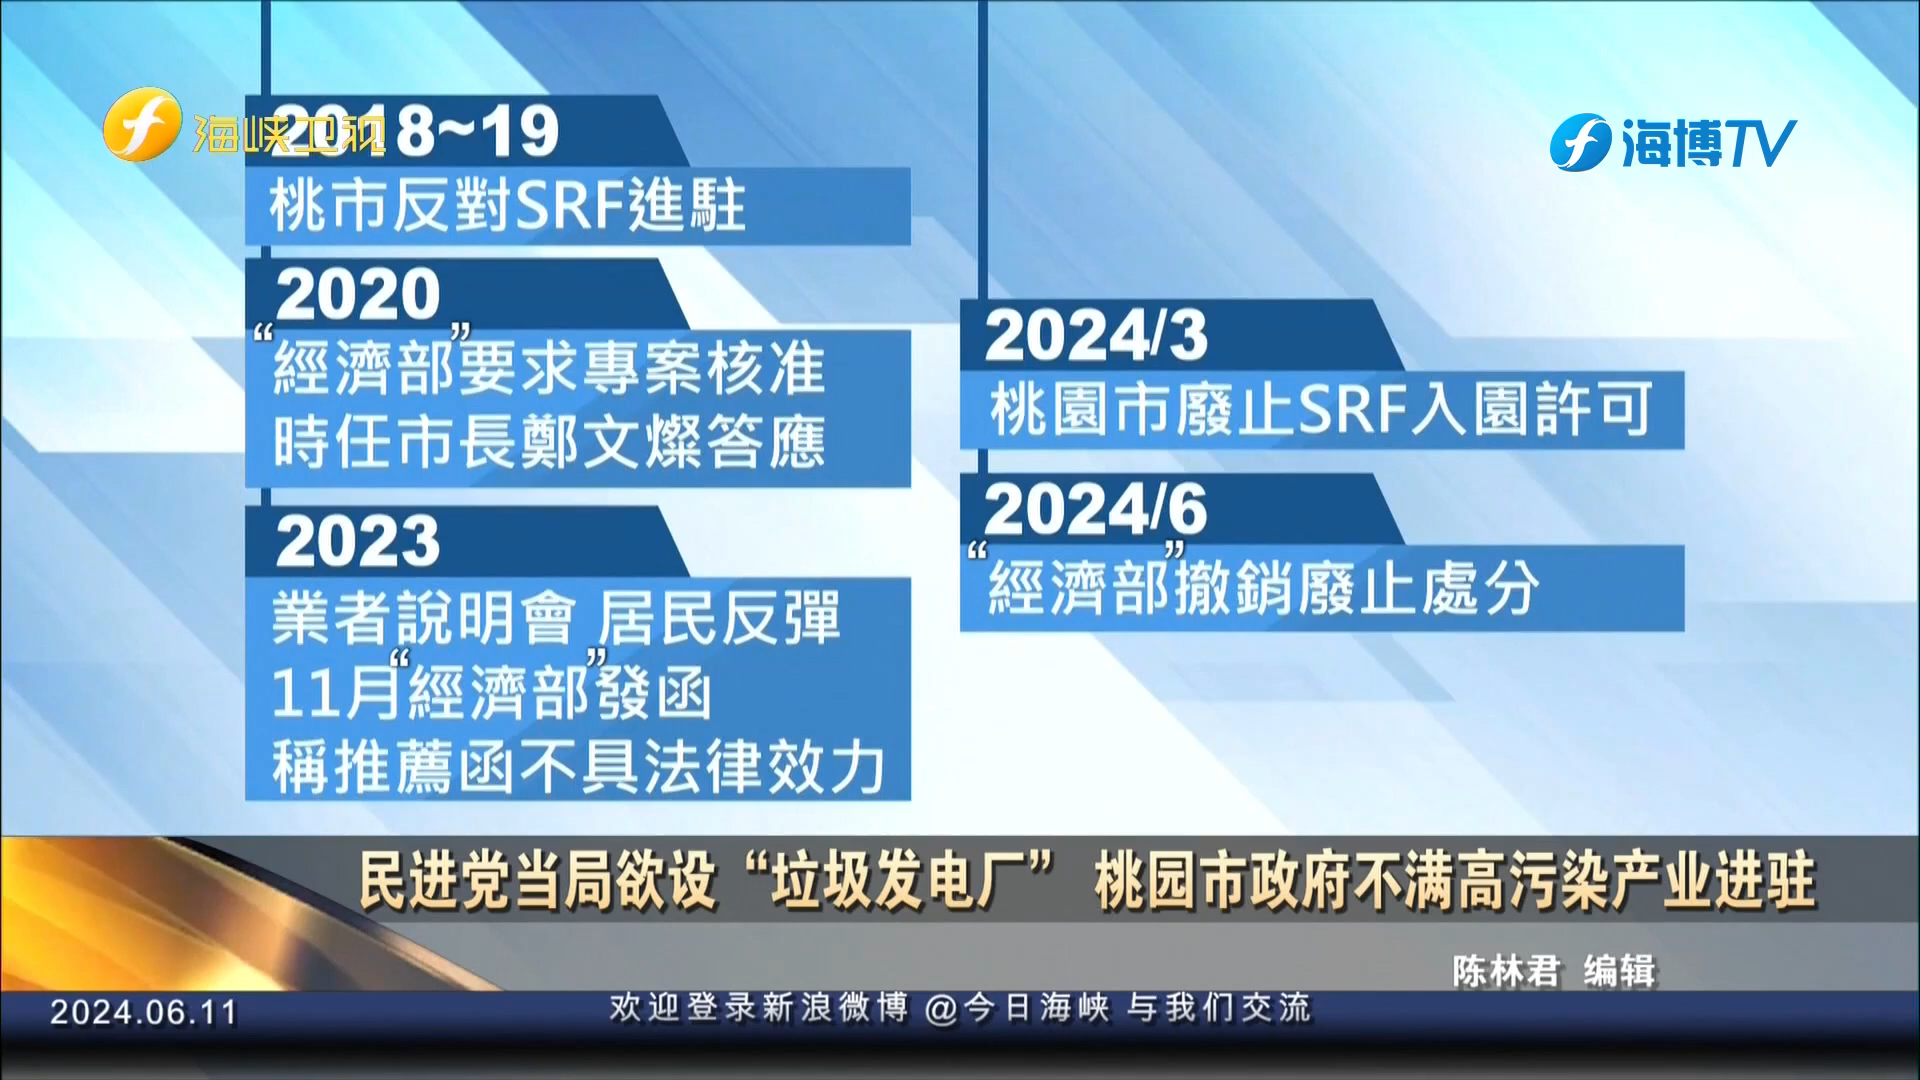 海峡卫视
海博TV
2018~19
桃市反對SRF進駐
2020
“經濟部”要求專案核准
時任市長鄭文燦答應
2023
業者說明會 居民反彈
11月“經濟部”發函
稱推薦函不具法律效力
2024/3
桃園市廢止SRF入園許可
2024/6
“經濟部”撤銷廢止處分
民进党当局欲设“垃圾发电厂” 桃园市政府不满高污染产业进驻
陈林君 编辑
2024.06.11
欢迎登录新浪微博 @今日海峡 与我们交流